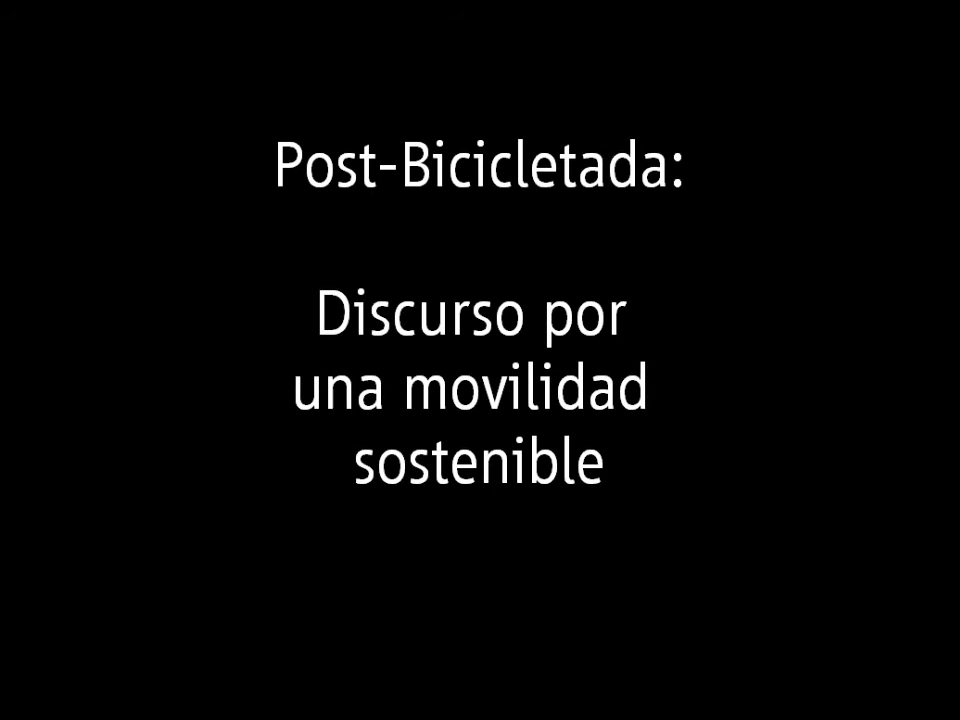 Post-Bicicletada:
Discurso por
una movilidad
sostenible